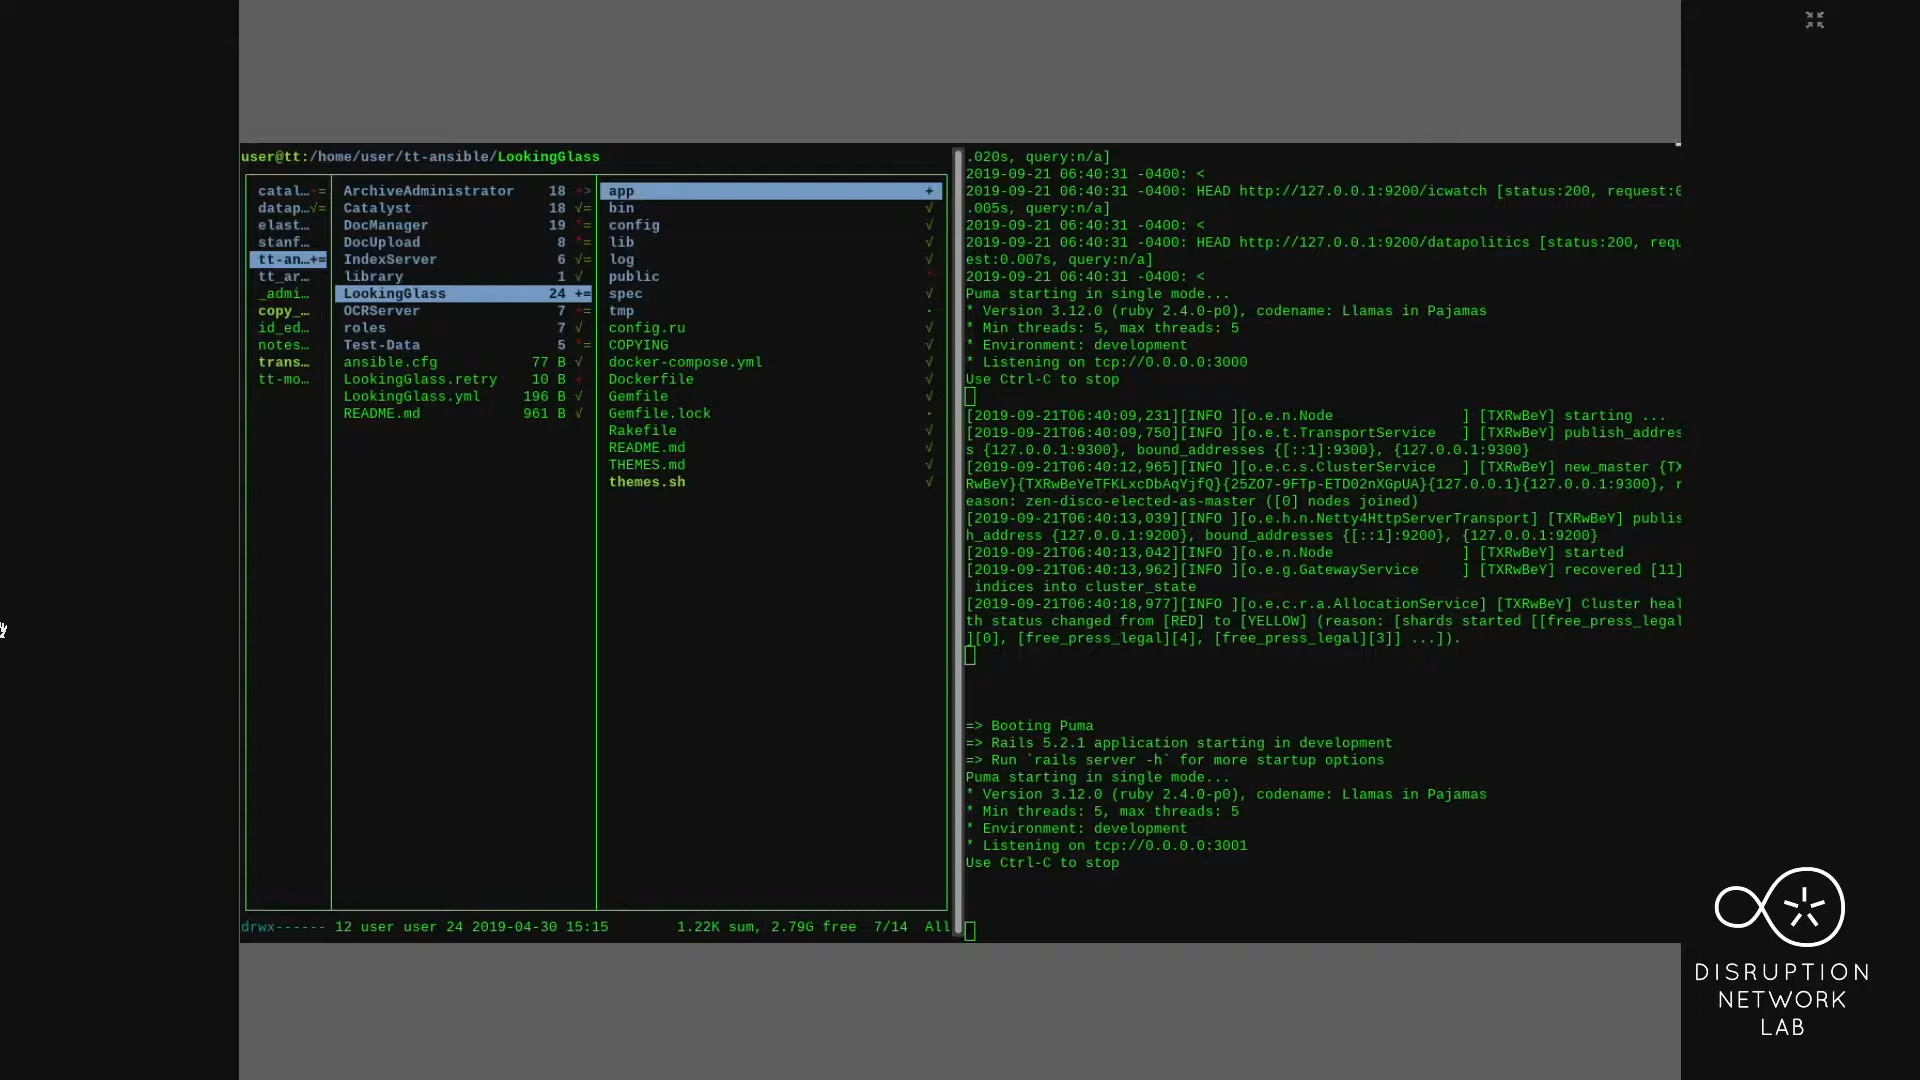 user@tt:/home/user/tt-ansible/LookingGlass
catal…
datap…√=
elast…
stanf…
tt-an…+=
tt_ar…
_admi…
copy_…
id_ed…
notes…
trans…
tt-mo…
ArchiveAdministrator 18
Catalyst 18 √=
DocManager 19 *=
DocUpload 8 *=
IndexServer 6 √=
library 1 √
LookingGlass 24 +=
OCRServer 7
roles 7 √
Test-Data 5 *=
ansible.cfg 77 B √
LookingGlass.retry 10 B
LookingGlass.yml 196 B √
README.md 961 B √
app +
bin √
config √
lib √
log √
public
spec √
tmp ·
config.ru √
COPYING √
docker-compose.yml √
Dockerfile √
Gemfile √
Gemfile.lock ·
Rakefile √
README.md √
THEMES.md √
themes.sh √
drwx------ 12 user user 24 2019-04-30 15:15 1.22K sum, 2.79G free 7/14 All
.020s, query:n/a]
2019-09-21 06:40:31 -0400: <
2019-09-21 06:40:31 -0400: HEAD http://127.0.0.1:9200/icwatch [status:200, request:0
.005s, query:n/a]
2019-09-21 06:40:31 -0400: <
2019-09-21 06:40:31 -0400: HEAD http://127.0.0.1:9200/datapolitics [status:200, requ
est:0.007s, query:n/a]
2019-09-21 06:40:31 -0400: <
Puma starting in single mode...
* Version 3.12.0 (ruby 2.4.0-p0), codename: Llamas in Pajamas
* Min threads: 5, max threads: 5
* Environment: development
* Listening on tcp://0.0.0.0:3000
Use Ctrl-C to stop
[2019-09-21T06:40:09,231][INFO ][o.e.n.Node ] [TXRwBeY] starting ...
[2019-09-21T06:40:09,750][INFO ][o.e.t.TransportService ] [TXRwBeY] publish_addres
s {127.0.0.1:9300}, bound_addresses {[::1]:9300}, {127.0.0.1:9300}
[2019-09-21T06:40:12,965][INFO ][o.e.c.s.ClusterService ] [TXRwBeY] new_master {TX
RwBeY}{TXRwBeYeTFKLxcDbAqYjfQ}{25ZO7-9FTp-ETD02nXGpUA}{127.0.0.1}{127.0.0.1:9300}, r
eason: zen-disco-elected-as-master ([0] nodes joined)
[2019-09-21T06:40:13,039][INFO ][o.e.h.n.Netty4HttpServerTransport] [TXRwBeY] publis
h_address {127.0.0.1:9200}, bound_addresses {[::1]:9200}, {127.0.0.1:9200}
[2019-09-21T06:40:13,042][INFO ][o.e.n.Node ] [TXRwBeY] started
[2019-09-21T06:40:13,962][INFO ][o.e.g.GatewayService ] [TXRwBeY] recovered [11]
indices into cluster_state
[2019-09-21T06:40:18,977][INFO ][o.e.c.r.a.AllocationService] [TXRwBeY] Cluster heal
th status changed from [RED] to [YELLOW] (reason: [shards started [[free_press_legal
][0], [free_press_legal][4], [free_press_legal][3]] ...]).
=> Booting Puma
=> Rails 5.2.1 application starting in development
=> Run `rails server -h` for more startup options
Puma starting in single mode...
* Version 3.12.0 (ruby 2.4.0-p0), codename: Llamas in Pajamas
* Min threads: 5, max threads: 5
* Environment: development
* Listening on tcp://0.0.0.0:3001
Use Ctrl-C to stop
DISRUPTION
NETWORK
LAB